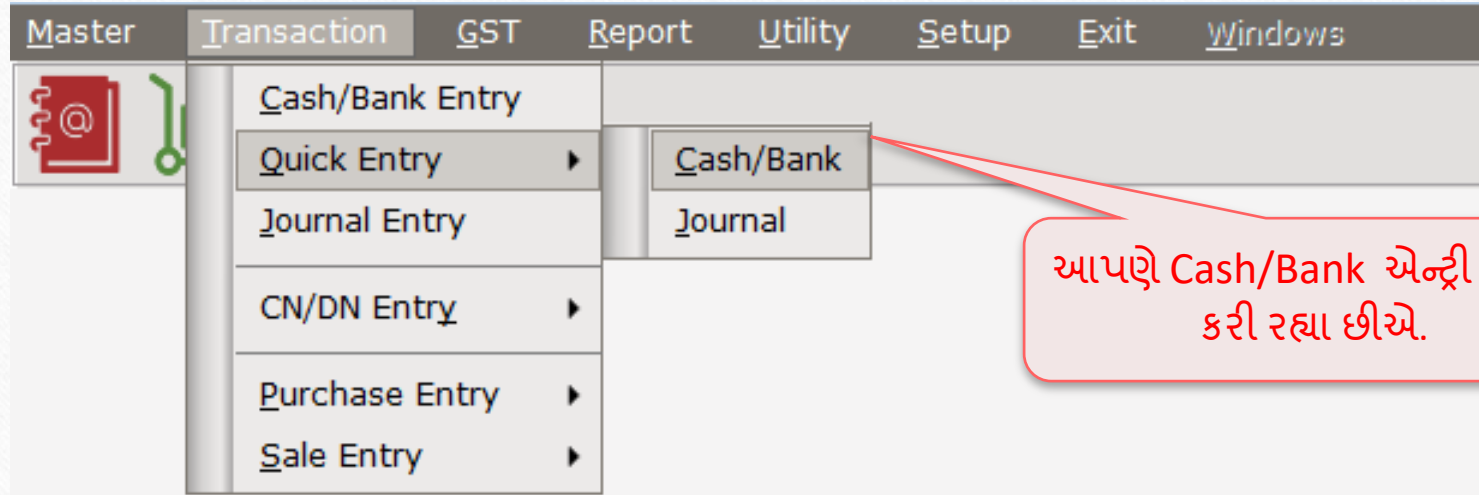 Master Transaction GST Report Utility Setup Exit Windows
@
Cash/Bank Entry
Quick Entry
Journal Entry
CN/DN Entry
Purchase Entry
Sale Entry
Cash/Bank
Journal
આપણે Cash/Bank એન્ટ્રી
કરી રહ્યા છીએ.